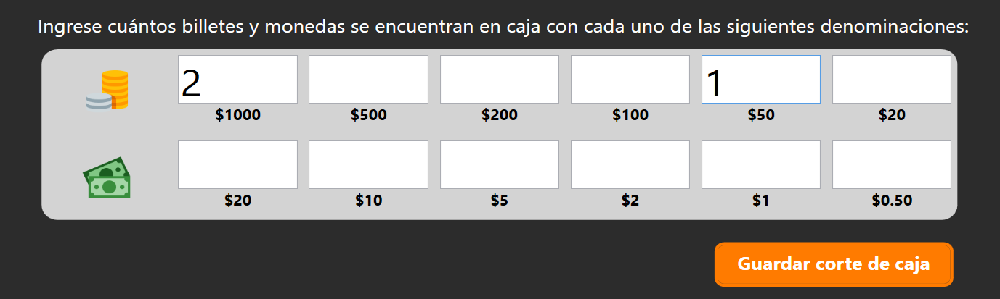 Ingrese cuántos billetes y monedas se encuentran en caja con cada uno de las siguientes denominaciones:
2 1
$1000 $500 $200 $100 $50 $20
$20 $10 $5 $2 $1 $0.50
Guardar corte de caja